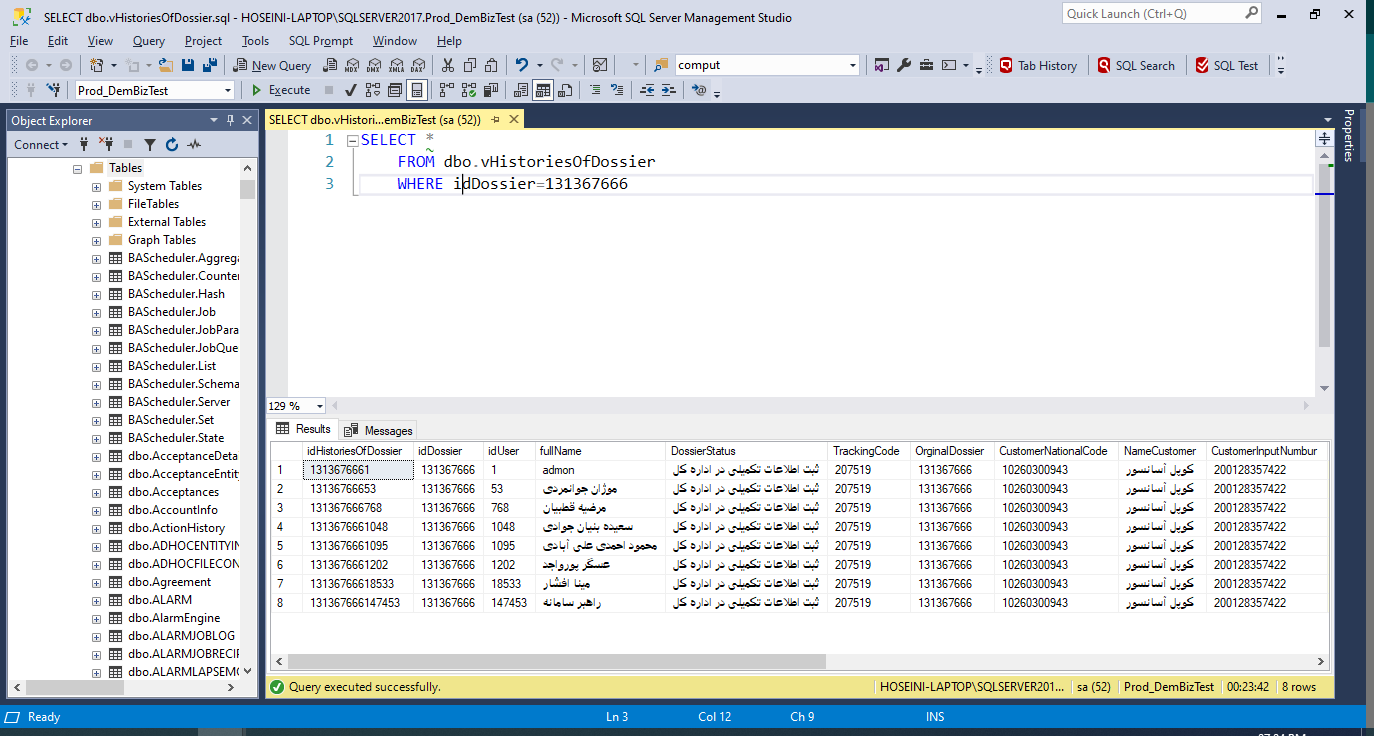 SELECT dbo.vHistoriesOfDossier.sql - HOSEINI-LAPTOP\SQLSERVER2017.Prod_DemBizTest (sa (52)) - Microsoft SQL Server Management Studio
Quick Launch (Ctrl+Q)
File Edit View Query Project Tools SQL Prompt Window Help
New Query MDX DMX XMLA DAX comput Tab History SQL Search SQL Test
Prod_DemBizTest Execute
Object Explorer
SELECT dbo.vHistori...emBizTest (sa (52))
Properties
Connect
Tables
System Tables
FileTables
External Tables
Graph Tables
BAScheduler.Aggrega
BAScheduler.Counter
BAScheduler.Hash
BAScheduler.Job
BAScheduler.JobPara
BAScheduler.JobQue
BAScheduler.List
BAScheduler.Schema
BAScheduler.Server
BAScheduler.Set
BAScheduler.State
dbo.AcceptanceDeta
dbo.AcceptanceEntity
dbo.Acceptances
dbo.AccountInfo
dbo.ActionHistory
dbo.ADHOCENTITYIN
dbo.ADHOCFILECON
dbo.Agreement
dbo.ALARM
dbo.AlarmEngine
dbo.ALARMJOBLOG
dbo.ALARMJOBRECIP
dbo.ALARMLAPSEMO
1 SELECT *
2 FROM dbo.vHistoriesOfDossier
3 WHERE idDossier=131367666
129 %
Results Messages
idHistoriesOfDossier idDossier idUser fullName DossierStatus TrackingCode OrginalDossier CustomerNationalCode NameCustomer CustomerInputNumbur
1 1313676661 131367666 1 admon ثبت اطلاعات تکمیلی در اداره کل 207519 131367666 10260300943 کویل آسانسور 200128357422
2 13136766653 131367666 53 موژان جوانمردی ثبت اطلاعات تکمیلی در اداره کل 207519 131367666 10260300943 کویل آسانسور 200128357422
3 131367666768 131367666 768 مرضیه قطبیان ثبت اطلاعات تکمیلی در اداره کل 207519 131367666 10260300943 کویل آسانسور 200128357422
4 1313676661048 131367666 1048 سعیده بنیان جوادی ثبت اطلاعات تکمیلی در اداره کل 207519 131367666 10260300943 کویل آسانسور 200128357422
5 1313676661095 131367666 1095 محمود احمدی علی آبادی ثبت اطلاعات تکمیلی در اداره کل 207519 131367666 10260300943 کویل آسانسور 200128357422
6 1313676661202 131367666 1202 عسگر پورواجد ثبت اطلاعات تکمیلی در اداره کل 207519 131367666 10260300943 کویل آسانسور 200128357422
7 13136766618533 131367666 18533 مینا افشار ثبت اطلاعات تکمیلی در اداره کل 207519 131367666 10260300943 کویل آسانسور 200128357422
8 131367666147453 131367666 147453 راهبر سامانه ثبت اطلاعات تکمیلی در اداره کل 207519 131367666 10260300943 کویل آسانسور 200128357422
Query executed successfully. HOSEINI-LAPTOP\SQLSERVER201... sa (52) Prod_DemBizTest 00:23:42 8 rows
Ready Ln 3 Col 12 Ch 9 INS